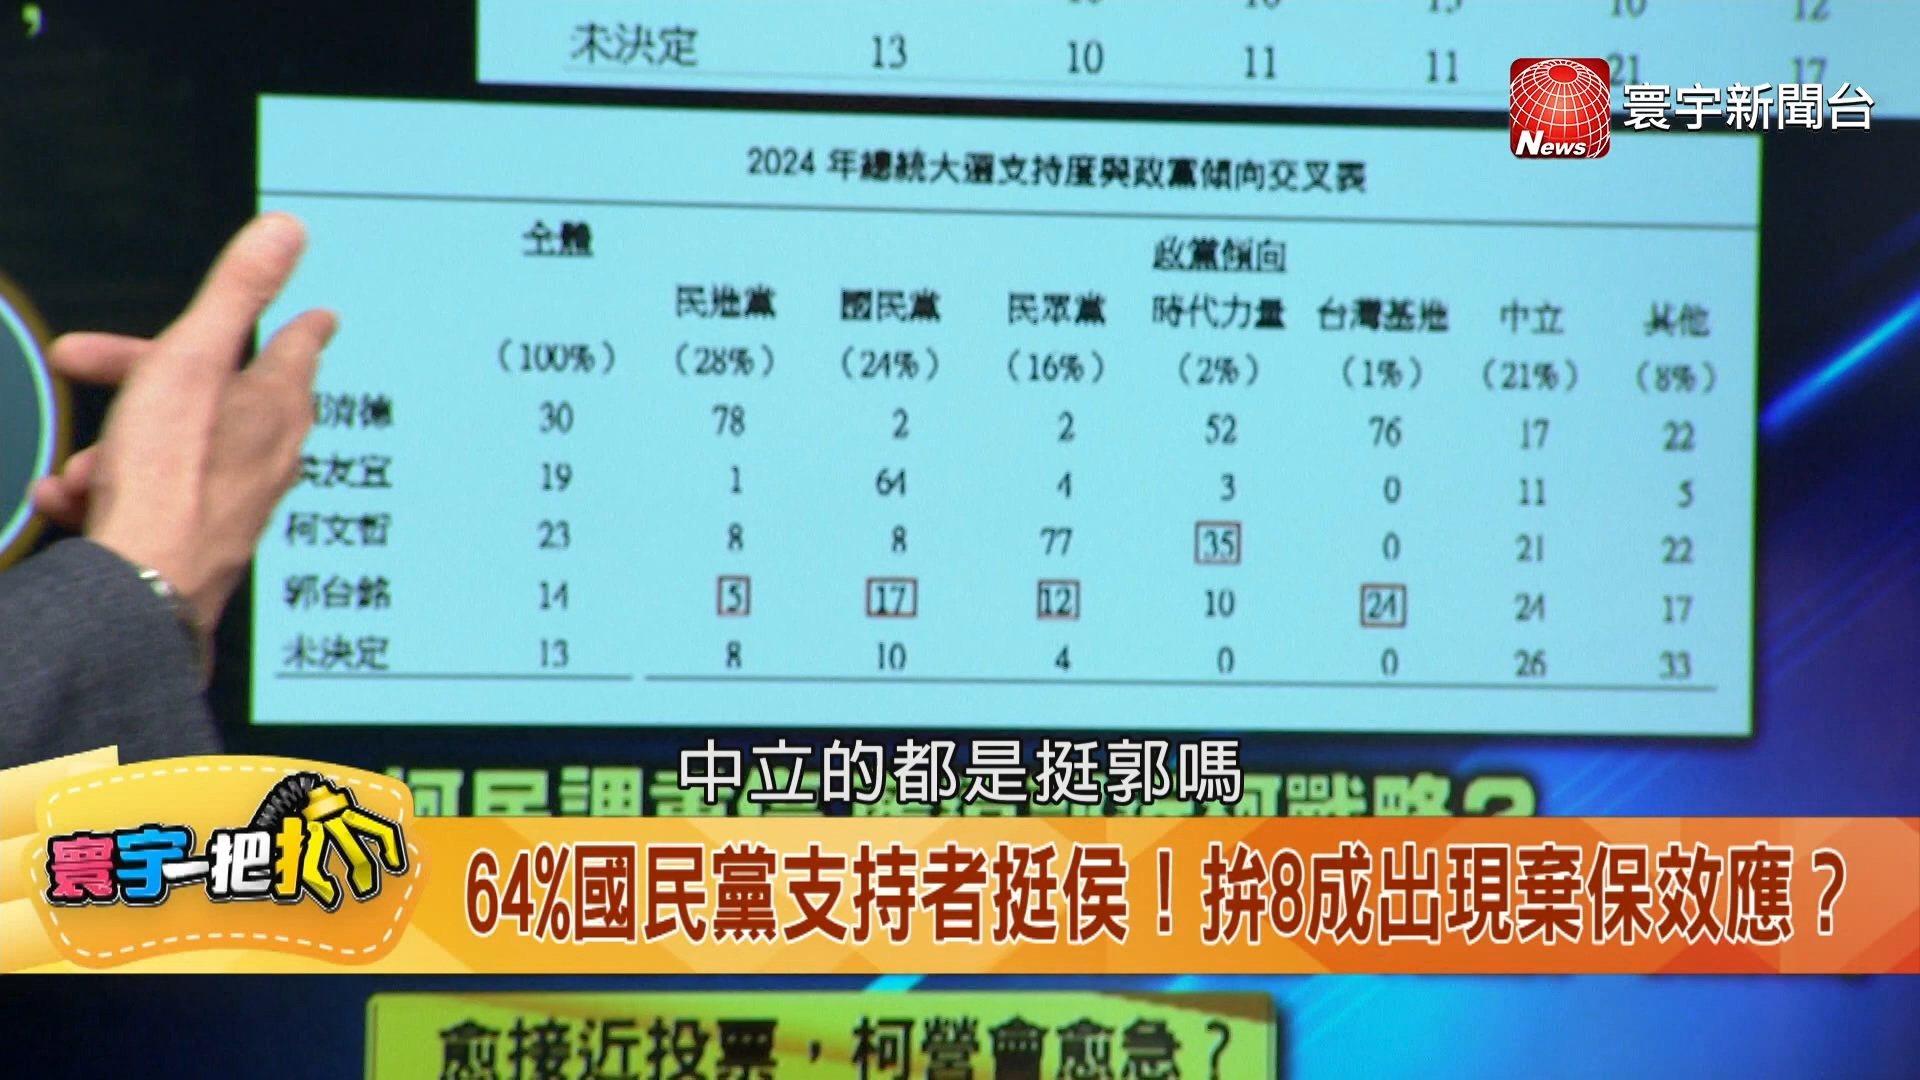 未決定 13 10 11 11 21 17
寰宇新聞台
News
2024 年總統大選支持度與政黨傾向交叉表
全體 政黨傾向
民進黨 國民黨 民眾黨 時代力量 台灣基進 中立 其他
(100%) (28%) (24%) (16%) (2%) (1%) (21%) (8%)
清德 30 78 2 2 52 76 17 22
友宜 19 1 64 4 3 0 11 5
柯文哲 23 8 8 77 35 0 21 22
郭台銘 14 5 17 12 10 24 24 17
未決定 13 8 10 4 0 0 26 33
中立的都是挺郭嗎
寰宇一把抓
64%國民黨支持者挺侯！拚8成出現棄保效應？
愈接近投票，柯營會愈急？